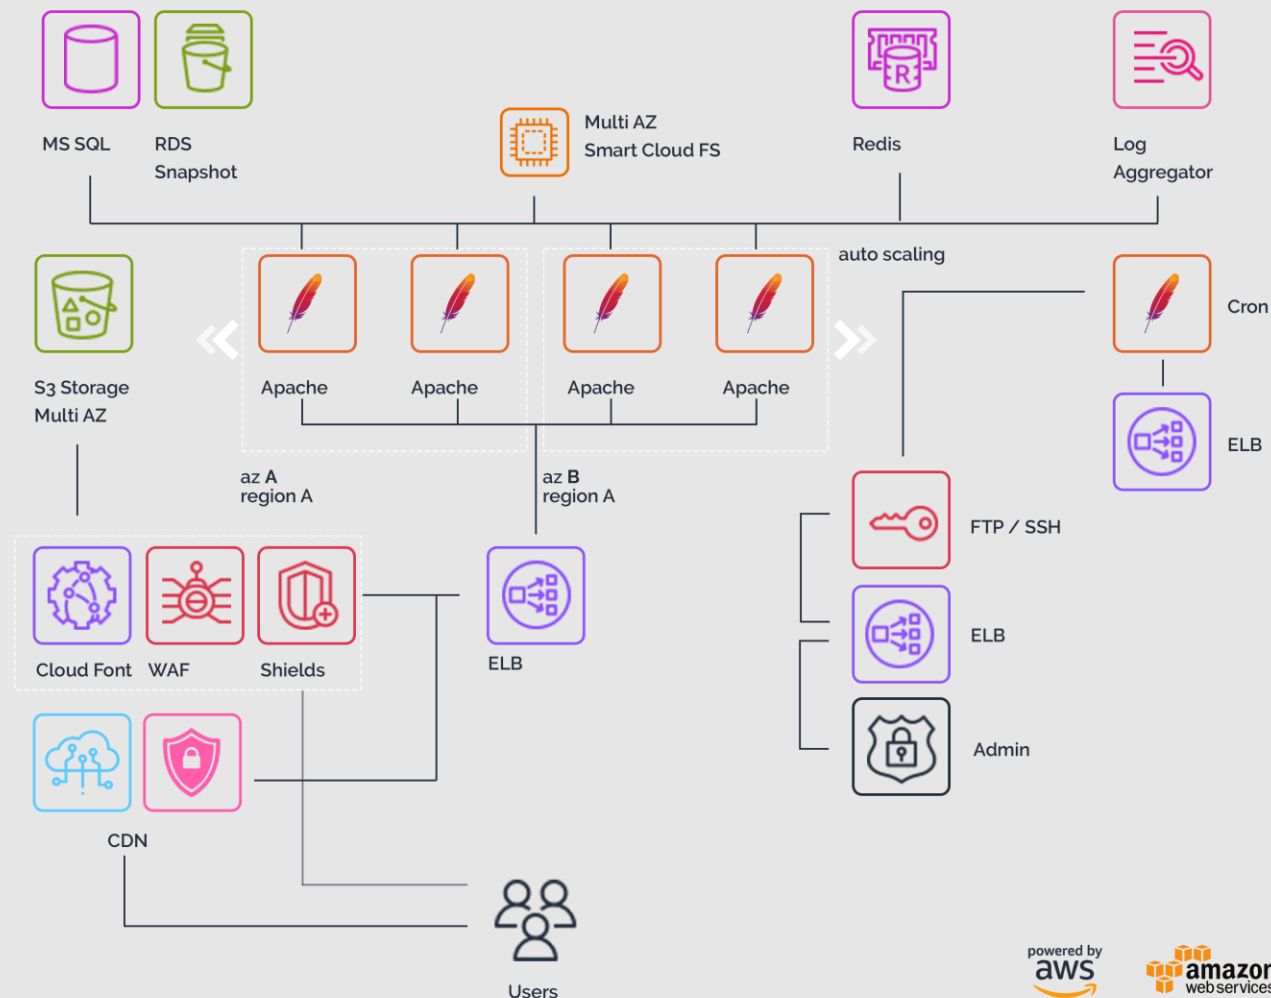 MS SQL
RDS
Snapshot
Multi AZ
Smart Cloud FS
R
Redis
Log
Aggregator
auto scaling
S3 Storage
Multi AZ
Apache
Apache
Apache
Apache
Cron
ELB
az A
region A
az B
region A
FTP / SSH
ELB
Admin
Cloud Font
WAF
Shields
ELB
CDN
Users
powered by
aws
amazon
web services